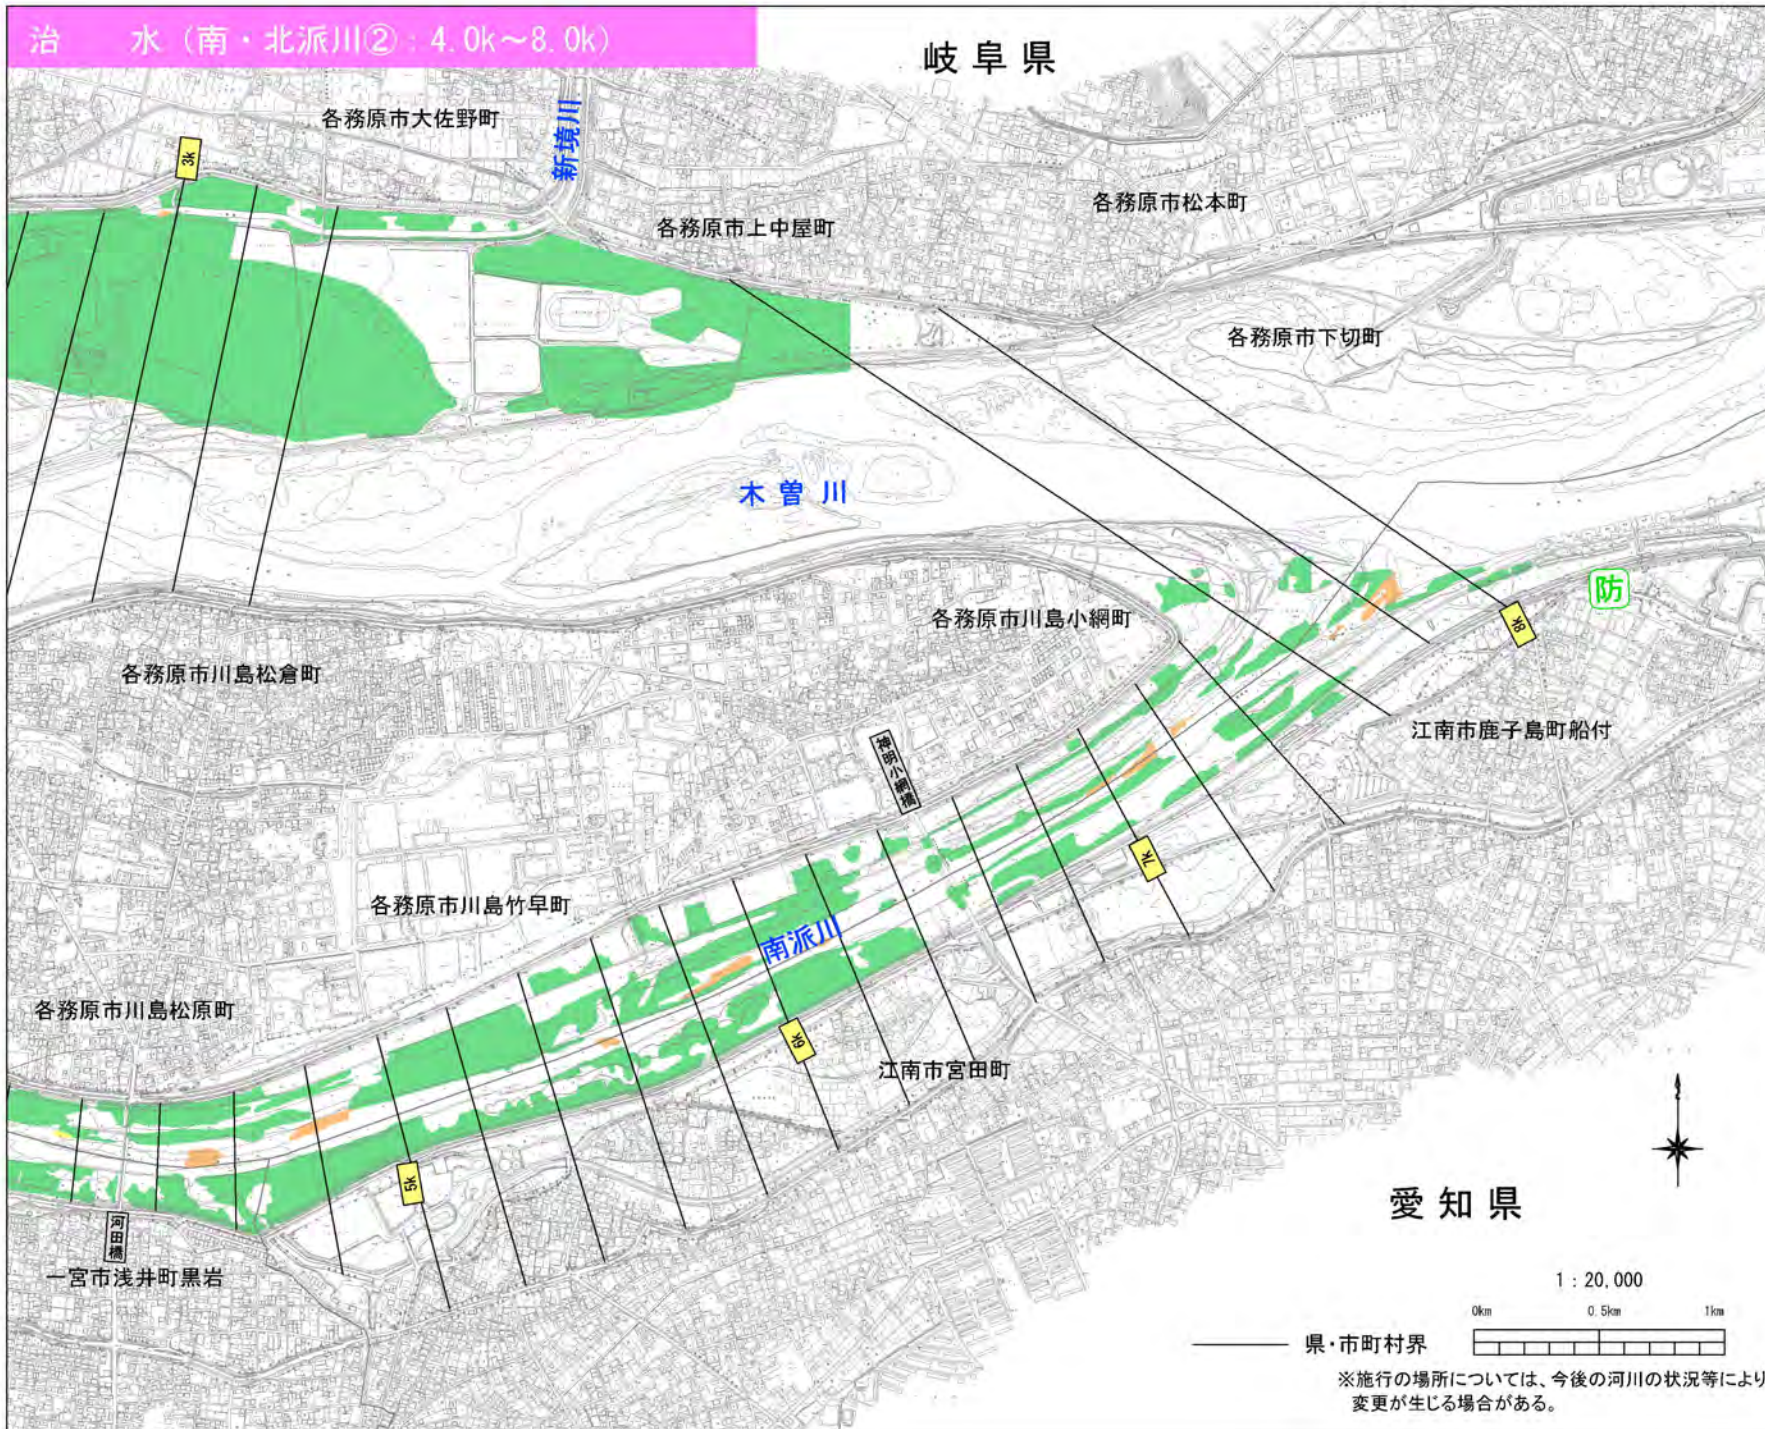 治 水（南・北派川②：4.0k～8.0k）
岐阜県
各務原市大佐野町
新境川
3k
各務原市松本町
各務原市上中屋町
各務原市下切町
木曽川
防
各務原市川島小網町
8k
各務原市川島松倉町
江南市鹿子島町船付
神明小網橋
7k
各務原市川島竹早町
南派川
各務原市川島松原町
6k
江南市宮田町
5k
愛知県
河田橋
一宮市浅井町黒岩
1：20,000
0km 0.5km 1km
県・市町村界
※施行の場所については、今後の河川の状況等により
変更が生じる場合がある。